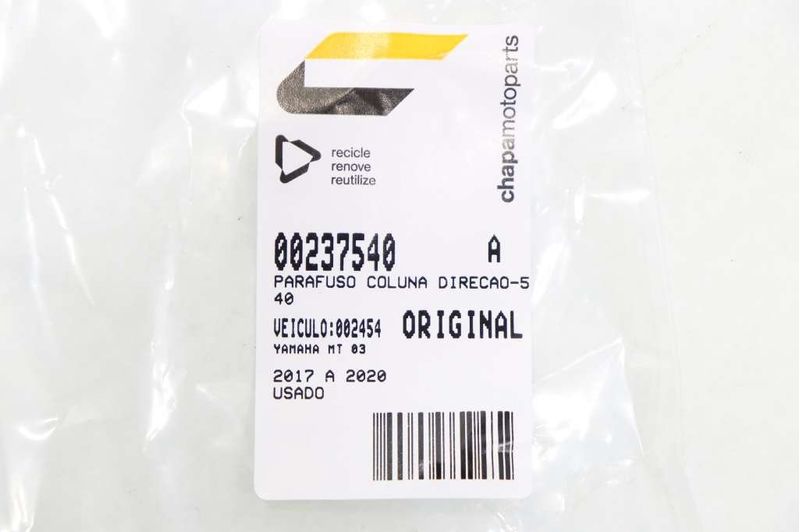 chapamotoparts
recicle
renove
reutilize
00237540 A
PARAFUSO COLUNA DIRECAO-5
40
VEICULO:002454 ORIGINAL
YAMAHA MT 03
2017 A 2020
USADO